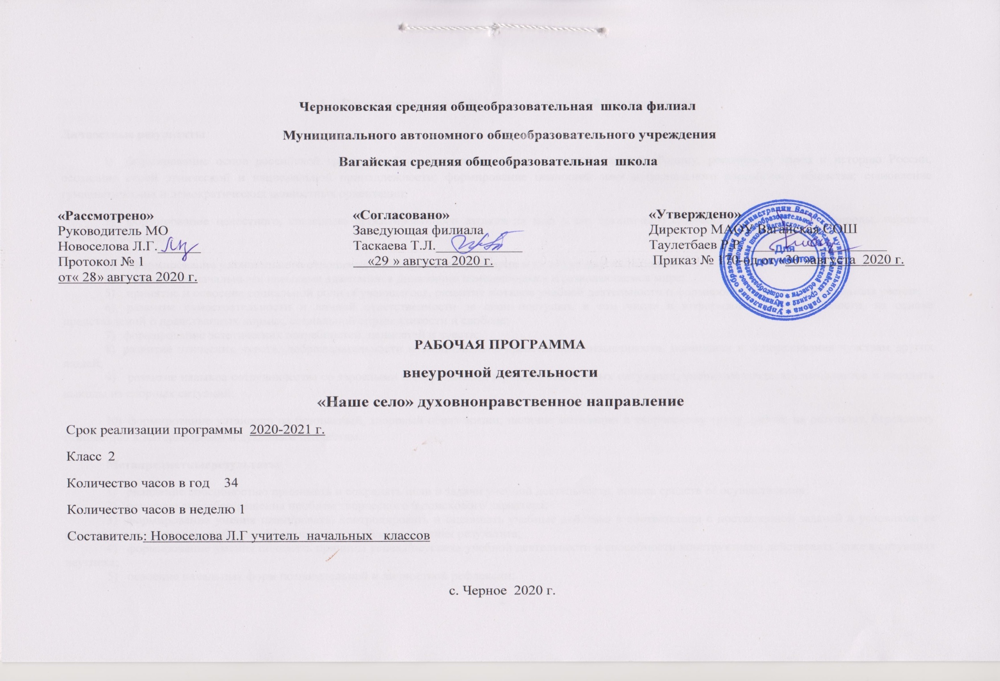 Черноковская средняя общеобразовательная школа филиал
Муниципального автономного общеобразовательного учреждения
Вагайская средняя общеобразовательная школа
«Рассмотрено»
Руководитель МО
Новоселова Л.Г.
Протокол № 1
от« 28» августа 2020 г.
«Согласовано»
Заведующая филиала
Таскаева Т.Л.
«29 » августа 2020 г.
«Утверждено»
Директор МАОУ Вагайская СОШ
Таулетбаев Р.Р.
Приказ № 170-од от «30 »августа 2020 г.
Для
документов
РАБОЧАЯ ПРОГРАММА
внеурочной деятельности
«Наше село» духовнонравственное направление
Срок реализации программы 2020-2021 г.
Класс 2
Количество часов в год 34
Количество часов в неделю 1
Составитель: Новоселова Л.Г учитель начальных классов
с. Черное 2020 г.